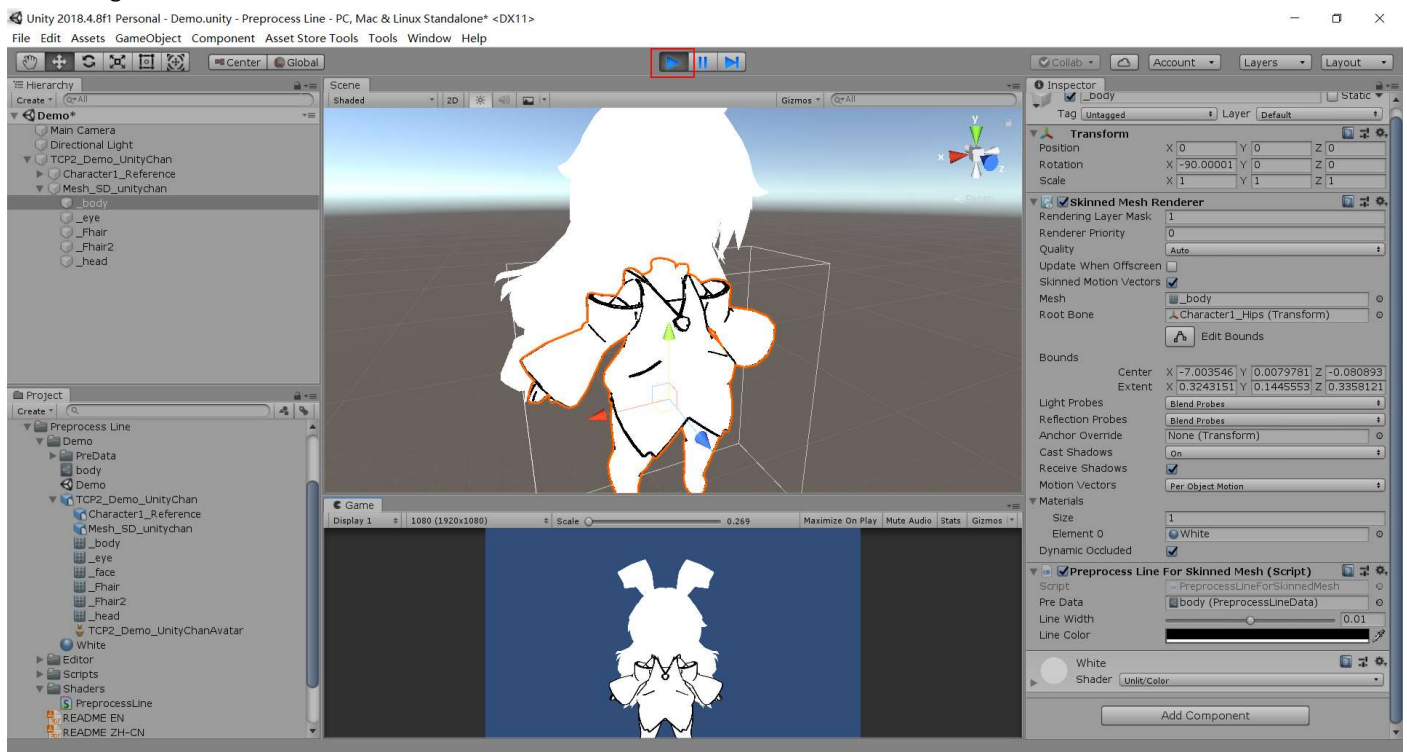 Unity 2018.4.8f1 Personal - Demo.unity - Preprocess Line - PC, Mac & Linux Standalone* <DX11>
File Edit Assets GameObject Component Asset Store Tools Tools Window Help
Center Global
Collab Account Layers Layout
Hierarchy
Create All
Demo*
Main Camera
Directional Light
TCP2_Demo_UnityChan
Character1_Reference
Mesh_SD_unitychan
_body
_eye
_Fhair
_Fhair2
_head
Project
Create
Preprocess Line
Demo
PreData
body
Demo
TCP2_Demo_UnityChan
Character1_Reference
Mesh_SD_unitychan
_body
_eye
_face
_Fhair
_Fhair2
_head
TCP2_Demo_UnityChanAvatar
White
Editor
Scripts
Shaders
PreprocessLine
README EN
README ZH-CN
Scene
Shaded 2D Gizmos All
y
x
z
Game
Display 1 1080 (1920x1080) Scale 0.269 Maximize On Play Mute Audio Stats Gizmos
Inspector
_body Static
Tag Untagged Layer Default
Transform
Position X 0 Y 0 Z 0
Rotation X -90.00001 Y 0 Z 0
Scale X 1 Y 1 Z 1
Skinned Mesh Renderer
Rendering Layer Mask 1
Renderer Priority 0
Quality Auto
Update When Offscreen
Skinned Motion Vectors
Mesh _body
Root Bone Character1_Hips (Transform)
Edit Bounds
Bounds
Center X -7.003546 Y 0.0079781 Z -0.080893
Extent X 0.3243151 Y 0.1445553 Z 0.3358121
Light Probes Blend Probes
Reflection Probes Blend Probes
Anchor Override None (Transform)
Cast Shadows On
Receive Shadows
Motion Vectors Per Object Motion
Materials
Size 1
Element 0 White
Dynamic Occluded
Preprocess Line For Skinned Mesh (Script)
Script PreprocessLineForSkinnedMesh
Pre Data body (PreprocessLineData)
Line Width 0.01
Line Color
White
Shader Unlit/Color
Add Component